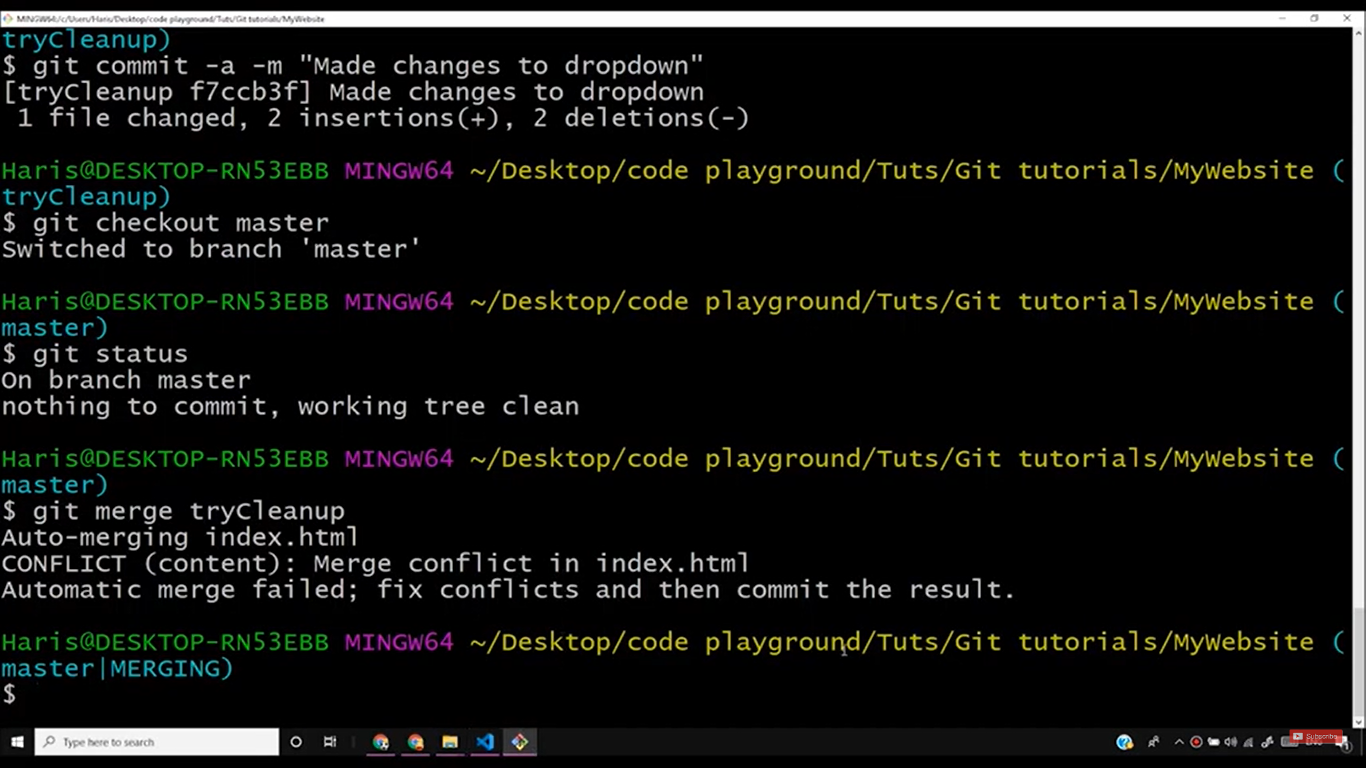 MINGW64:/c/Users/Haris/Desktop/code playground/Tuts/Git tutorials/MyWebsite
tryCleanup)
$ git commit -a -m "Made changes to dropdown"
[tryCleanup f7ccb3f] Made changes to dropdown
 1 file changed, 2 insertions(+), 2 deletions(-)
Haris@DESKTOP-RN53EBB MINGW64 ~/Desktop/code playground/Tuts/Git tutorials/MyWebsite (
tryCleanup)
$ git checkout master
Switched to branch 'master'
Haris@DESKTOP-RN53EBB MINGW64 ~/Desktop/code playground/Tuts/Git tutorials/MyWebsite (
master)
$ git status
On branch master
nothing to commit, working tree clean
Haris@DESKTOP-RN53EBB MINGW64 ~/Desktop/code playground/Tuts/Git tutorials/MyWebsite (
master)
$ git merge tryCleanup
Auto-merging index.html
CONFLICT (content): Merge conflict in index.html
Automatic merge failed; fix conflicts and then commit the result.
Haris@DESKTOP-RN53EBB MINGW64 ~/Desktop/code playground/Tuts/Git tutorials/MyWebsite (
master|MERGING)
$
Type here to search
Subscribe